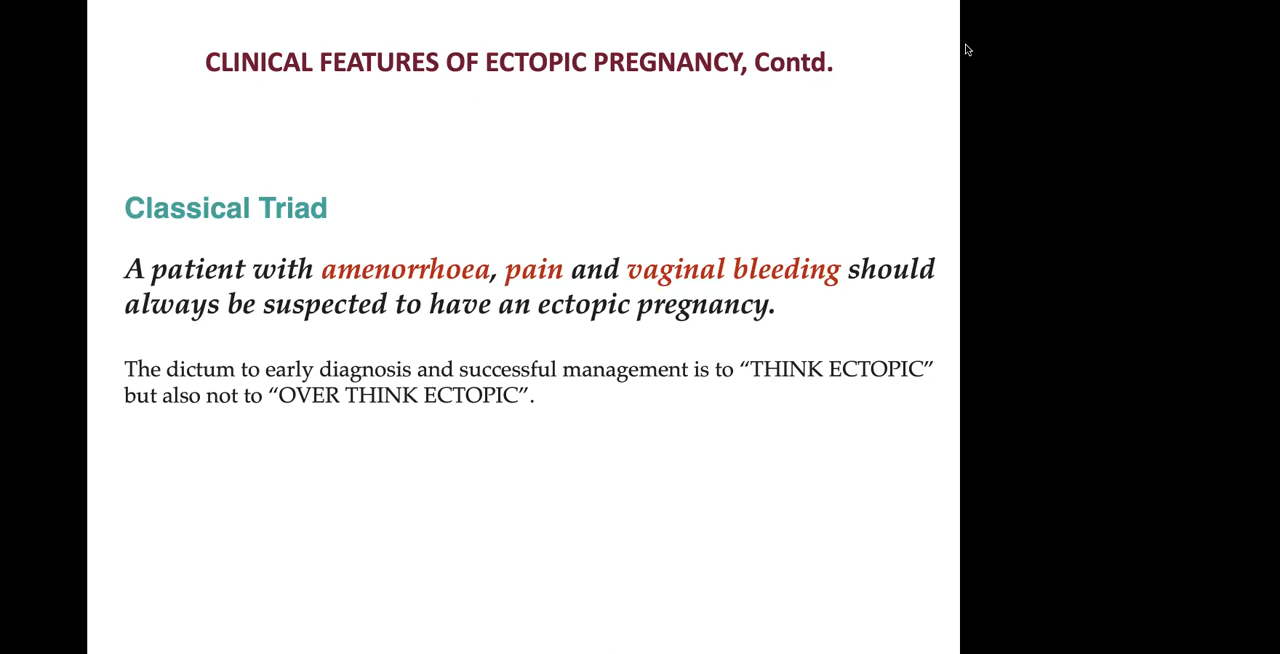 CLINICAL FEATURES OF ECTOPIC PREGNANCY, Contd.
Classical Triad
A patient with amenorrhoea, pain and vaginal bleeding should
always be suspected to have an ectopic pregnancy.
The dictum to early diagnosis and successful management is to “THINK ECTOPIC”
but also not to “OVER THINK ECTOPIC”.